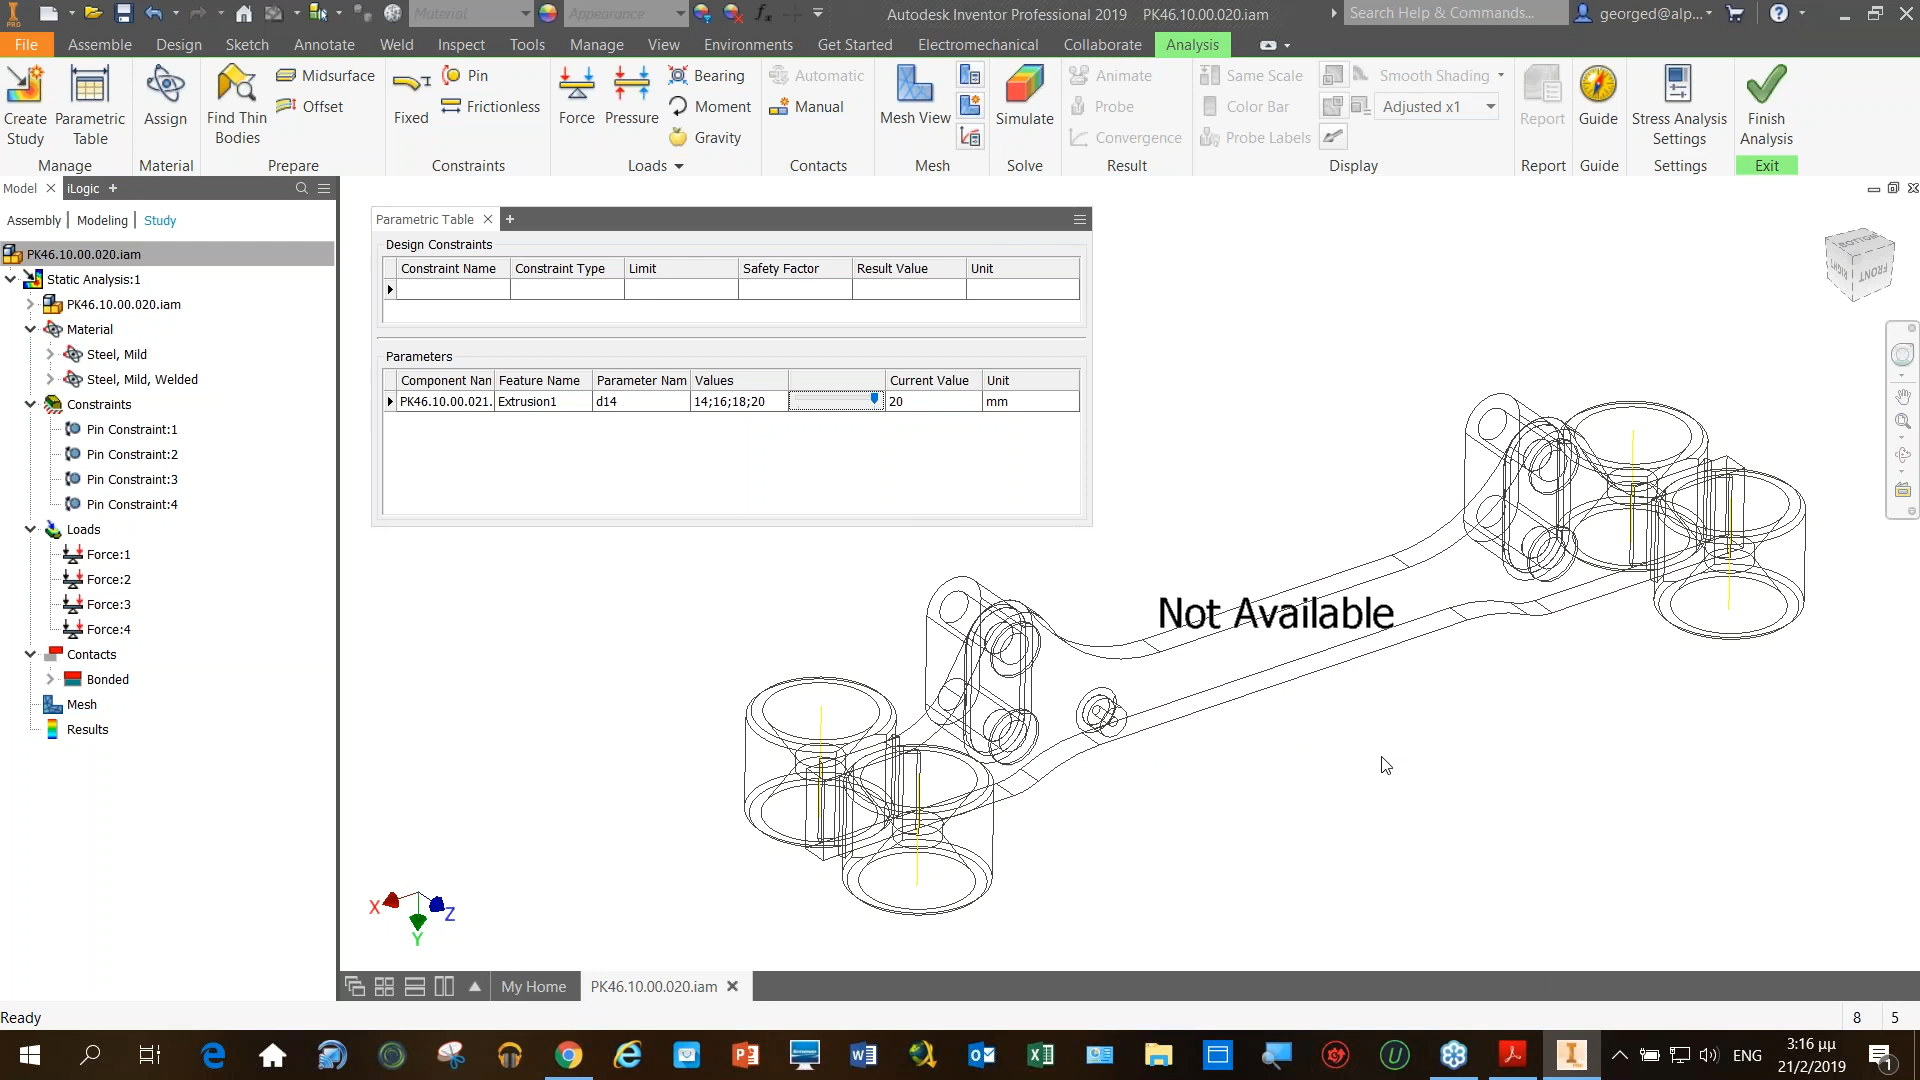 Material
Appearance
Autodesk Inventor Professional 2019 PK46.10.00.020.iam
Search Help & Commands...
georged@alp...
File Assemble Design Sketch Annotate Weld Inspect Tools Manage View Environments Get Started Electromechanical Collaborate Analysis
Create Study
Parametric Table
Assign
Find Thin Bodies
Midsurface
Offset
Fixed
Pin
Frictionless
Force
Pressure
Bearing
Moment
Gravity
Automatic
Manual
Mesh View
Simulate
Animate
Probe
Convergence
Same Scale
Color Bar
Probe Labels
Smooth Shading
Adjusted x1
Report
Guide
Stress Analysis Settings
Finish Analysis
Manage Material Prepare Constraints Loads Contacts Mesh Solve Result Display Report Guide Settings Exit
Model iLogic
Assembly | Modeling | Study
PK46.10.00.020.iam
Static Analysis:1
PK46.10.00.020.iam
Material
Steel, Mild
Steel, Mild, Welded
Constraints
Pin Constraint:1
Pin Constraint:2
Pin Constraint:3
Pin Constraint:4
Loads
Force:1
Force:2
Force:3
Force:4
Contacts
Bonded
Mesh
Results
Parametric Table
Design Constraints
Constraint Name Constraint Type Limit Safety Factor Result Value Unit
Parameters
Component Nan Feature Name Parameter Nam Values Current Value Unit
PK46.10.00.021. Extrusion1 d14 14;16;18;20 20 mm
BOTTOM
RIGHT
FRONT
Not Available
X
Z
Y
My Home PK46.10.00.020.iam
Ready
8 5
ENG
3:16 μμ
21/2/2019
1